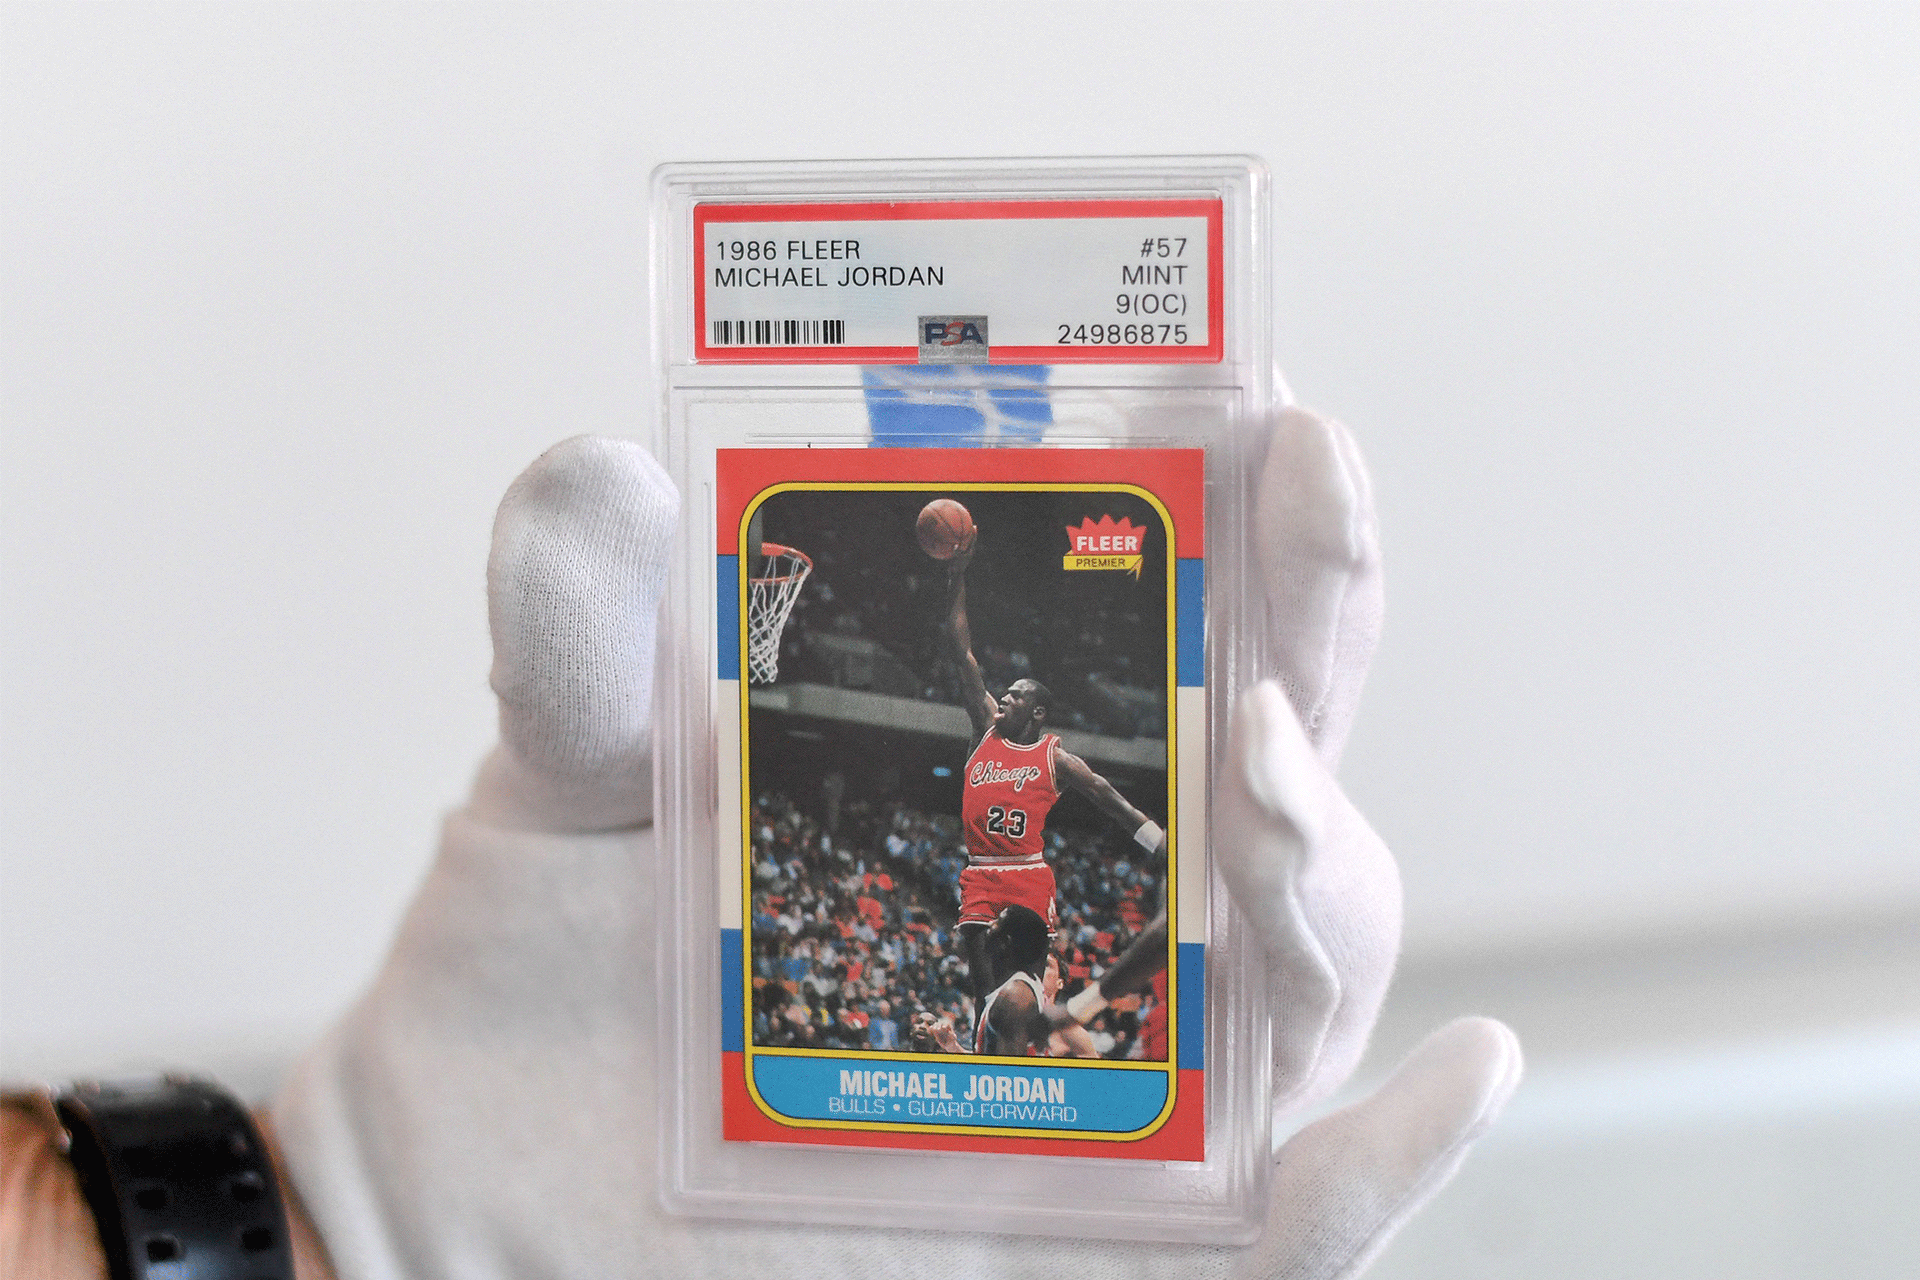 1986 FLEER #57
MICHAEL JORDAN MINT
9(OC)
PSA 24986875
FLEER
PREMIER
Chicago
23
MICHAEL JORDAN
BULLS • GUARD-FORWARD